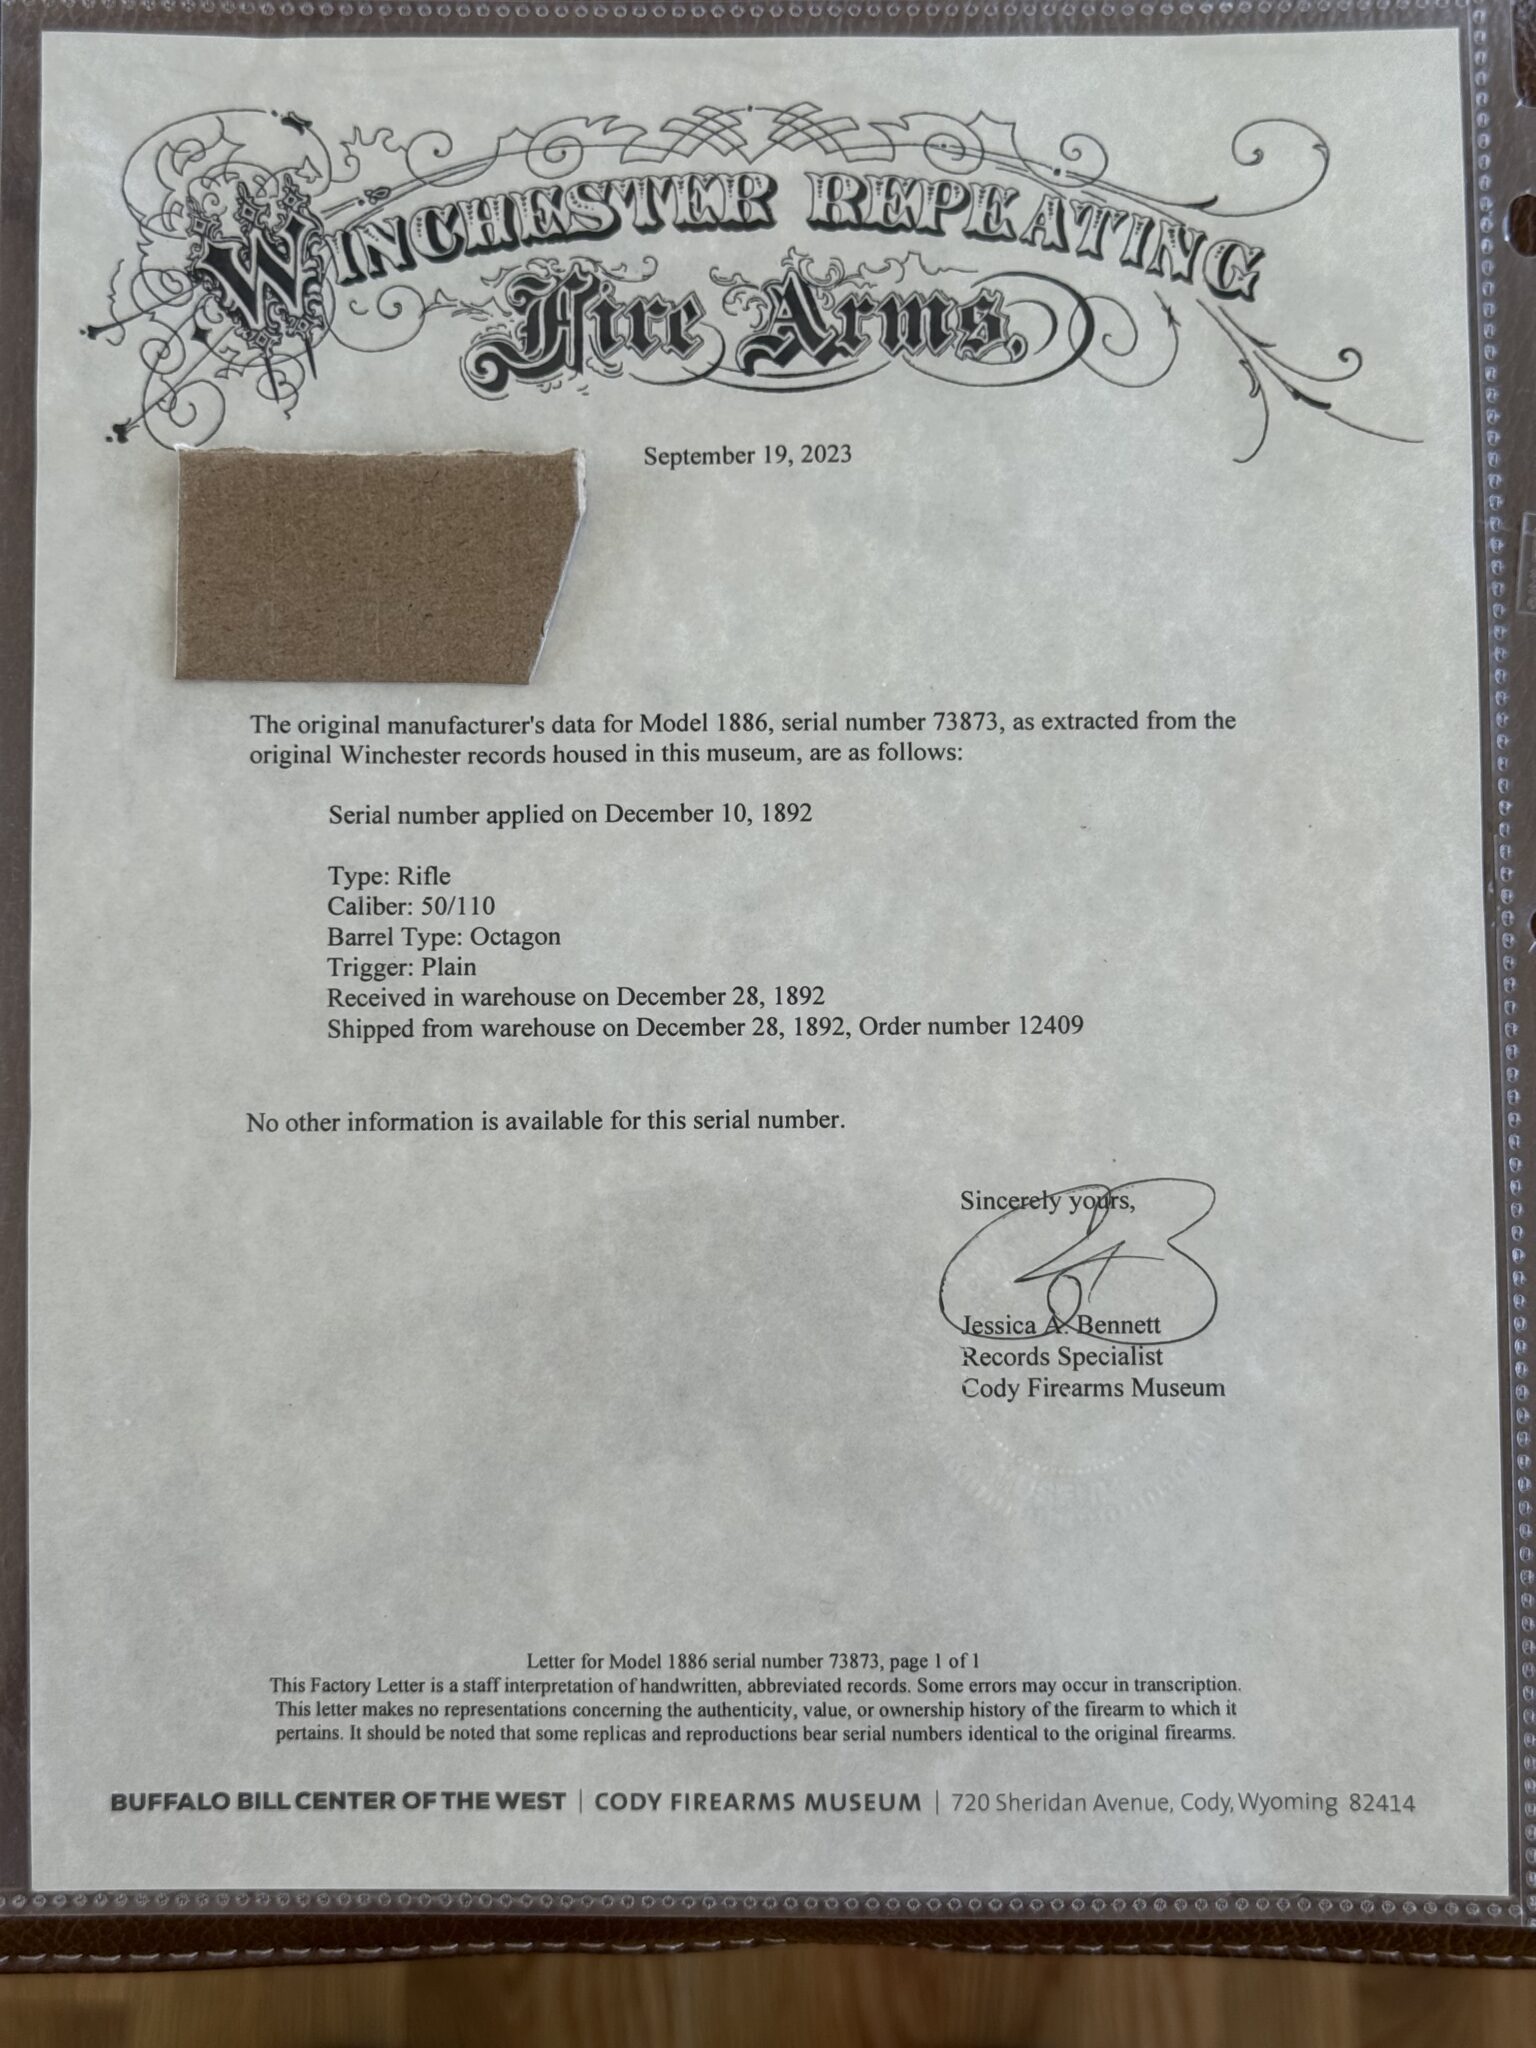 WINCHESTER REPEATING
Fire Arms,
September 19, 2023
The original manufacturer's data for Model 1886, serial number 73873, as extracted from the
original Winchester records housed in this museum, are as follows:
Serial number applied on December 10, 1892
Type: Rifle
Caliber: 50/110
Barrel Type: Octagon
Trigger: Plain
Received in warehouse on December 28, 1892
Shipped from warehouse on December 28, 1892, Order number 12409
No other information is available for this serial number.
Sincerely yours,
Jessica A. Bennett
Records Specialist
Cody Firearms Museum
Letter for Model 1886 serial number 73873, page 1 of 1
This Factory Letter is a staff interpretation of handwritten, abbreviated records. Some errors may occur in transcription.
This letter makes no representations concerning the authenticity, value, or ownership history of the firearm to which it
pertains. It should be noted that some replicas and reproductions bear serial numbers identical to the original firearms.
BUFFALO BILL CENTER OF THE WEST | CODY FIREARMS MUSEUM | 720 Sheridan Avenue, Cody, Wyoming 82414